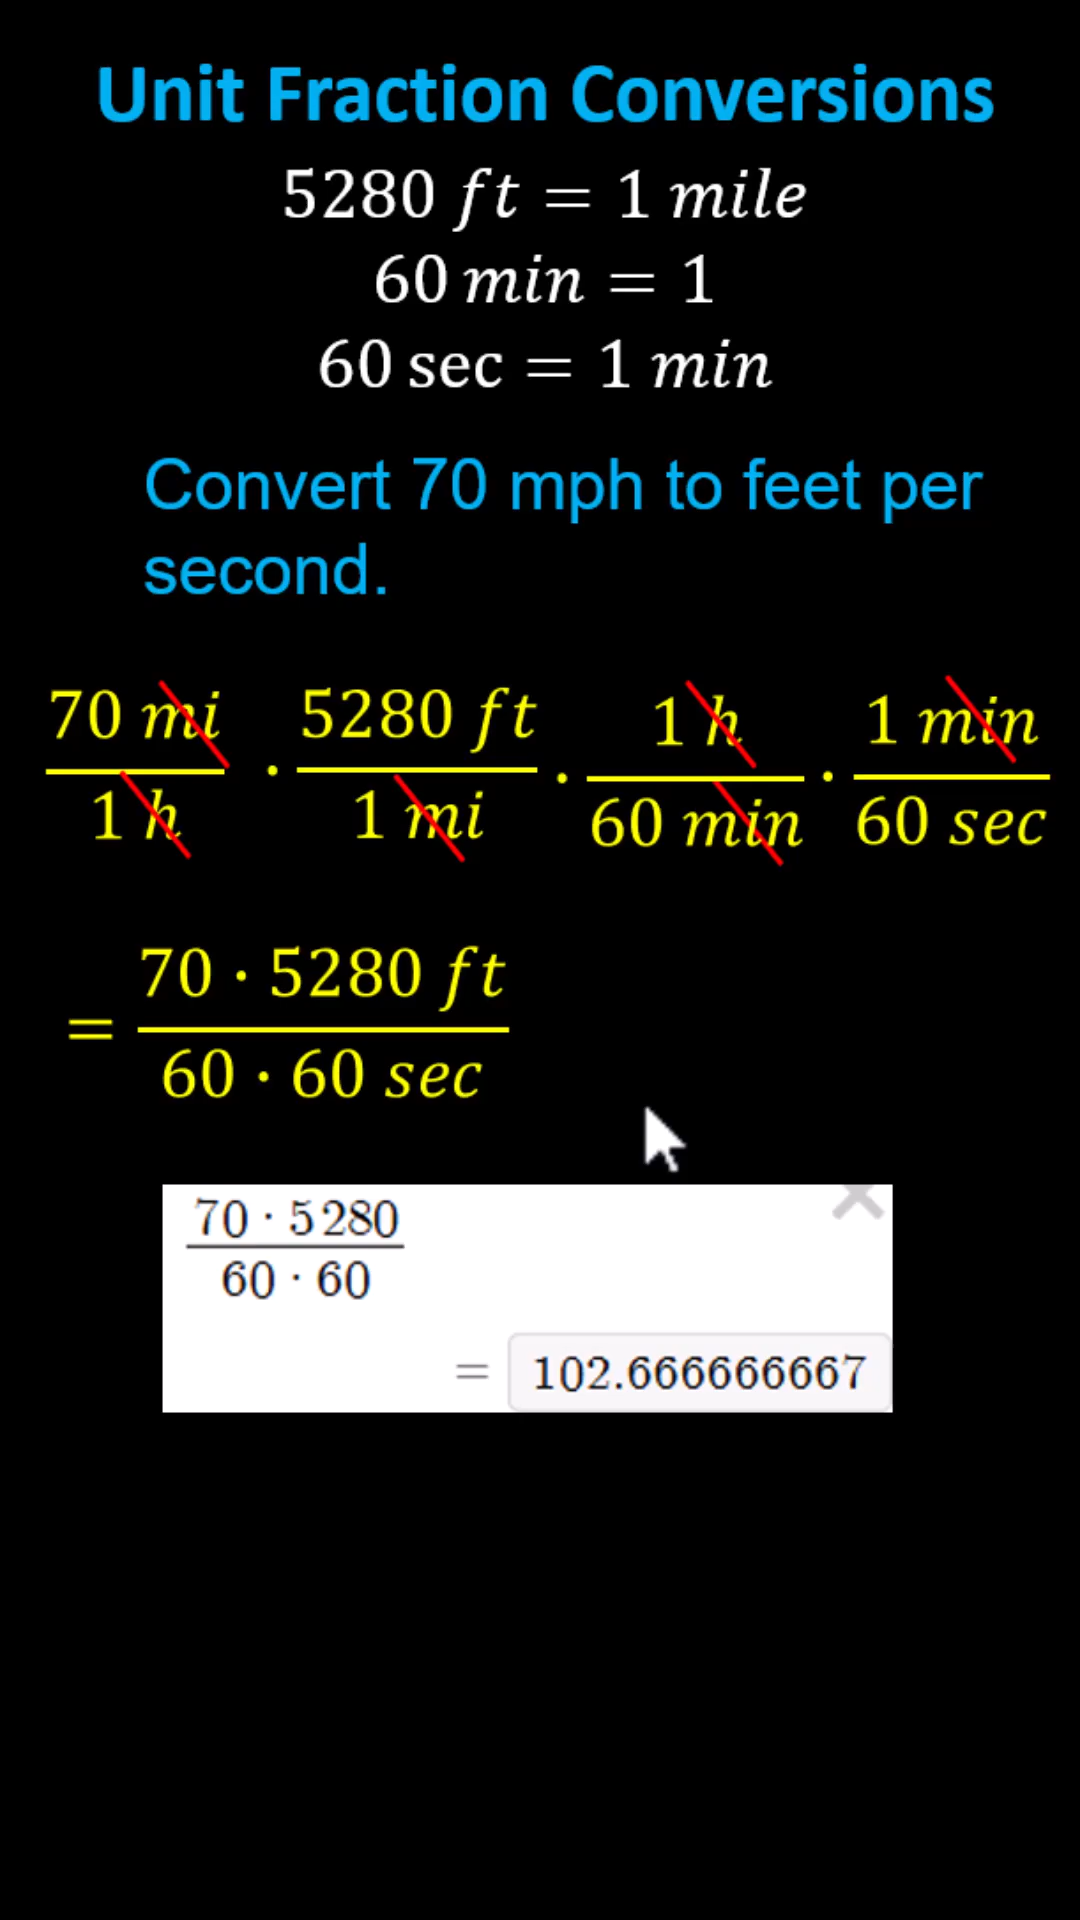 Unit Fraction Conversions
5280 ft = 1 mile
60 min = 1
60 sec = 1 min
Convert 70 mph to feet per
second.
70 mi / 1 h · 5280 ft / 1 mi · 1 h / 60 min · 1 min / 60 sec
= 70 · 5280 ft / 60 · 60 sec
70 · 5280 / 60 · 60
= 102.666666667